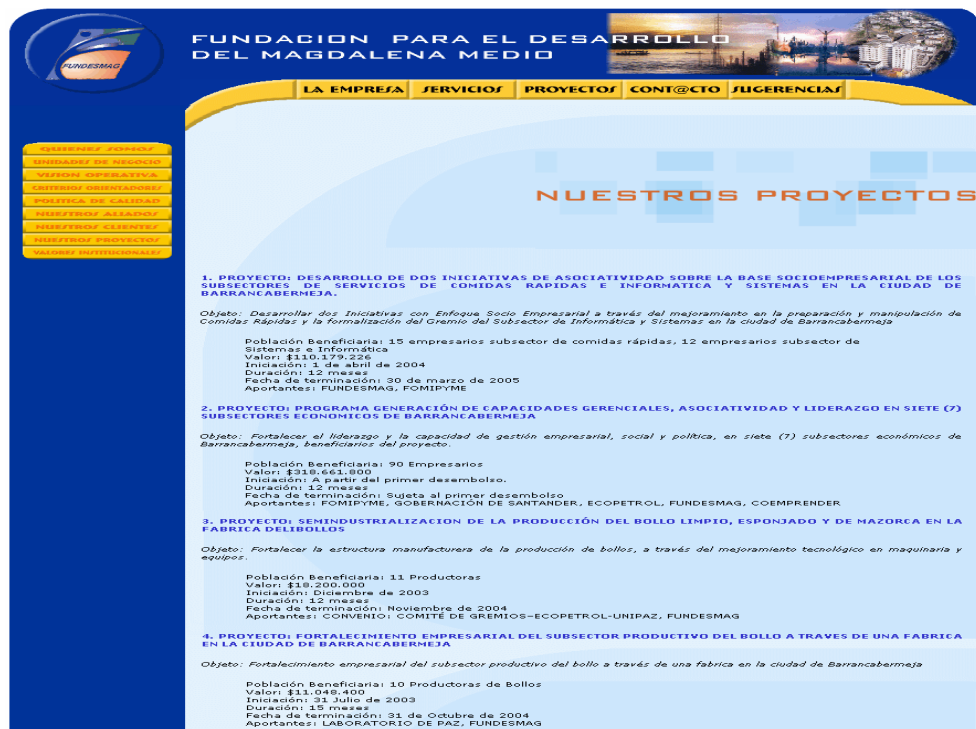 FUNDACION PARA EL DESARROLLO
DEL MAGDALENA MEDIO
FUNDESMAG
LA EMPRESA SERVICIOS PROYECTOS CONT@CTO SUGERENCIAS
QUIENES SOMOS
UNIDADES DE NEGOCIO
VISION OPERATIVA
CRITERIOS ORIENTADORES
POLITICA DE CALIDAD
NUESTROS ALIADOS
NUESTROS CLIENTES
NUESTROS PROYECTOS
VALORES INSTITUCIONALES
NUESTROS PROYECTOS
1. PROYECTO: DESARROLLO DE DOS INICIATIVAS DE ASOCIATIVIDAD SOBRE LA BASE SOCIOEMPRESARIAL DE LOS
SUBSECTORES DE SERVICIOS DE COMIDAS RAPIDAS E INFORMATICA Y SISTEMAS EN LA CIUDAD DE
BARRANCABERMEJA.
Objeto: Desarrollar dos Iniciativas con Enfoque Socio Empresarial a través del mejoramiento en la preparación y manipulación de
Comidas Rápidas y la formalización del Gremio del Subsector de Informática y Sistemas en la ciudad de Barrancabermeja
Población Beneficiaria: 15 empresarios subsector de comidas rápidas, 12 empresarios subsector de
Sistemas e Informática
Valor: $110.179.226
Iniciación: 1 de abril de 2004
Duración: 12 meses
Fecha de terminación: 30 de marzo de 2005
Aportantes: FUNDESMAG, FOMIPYME
2. PROYECTO: PROGRAMA GENERACIÓN DE CAPACIDADES GERENCIALES, ASOCIATIVIDAD Y LIDERAZGO EN SIETE (7)
SUBSECTORES ECONOMICOS DE BARRANCABERMEJA
Objeto: Fortalecer el liderazgo y la capacidad de gestión empresarial, social y política, en siete (7) subsectores económicos de
Barrancabermeja, beneficiarios del proyecto.
Población Beneficiaria: 90 Empresarios
Valor: $318.661.800
Iniciación: A partir del primer desembolso.
Duración: 12 meses
Fecha de terminación: Sujeta al primer desembolso
Aportantes: FOMIPYME, GOBERNACIÓN DE SANTANDER, ECOPETROL, FUNDESMAG, COEMPRENDER
3. PROYECTO: SEMINDUSTRIALIZACION DE LA PRODUCCIÓN DEL BOLLO LIMPIO, ESPONJADO Y DE MAZORCA EN LA
FABRICA DELIBOLLOS
Objeto: Fortalecer la estructura manufacturera de la producción de bollos, a través del mejoramiento tecnológico en maquinaria y
equipos.
Población Beneficiaria: 11 Productoras
Valor: $18.200.000
Iniciación: Diciembre de 2003
Duración: 12 meses
Fecha de terminación: Noviembre de 2004
Aportantes: CONVENIO: COMITÉ DE GREMIOS-ECOPETROL-UNIPAZ, FUNDESMAG
4. PROYECTO: FORTALECIMIENTO EMPRESARIAL DEL SUBSECTOR PRODUCTIVO DEL BOLLO A TRAVES DE UNA FABRICA
EN LA CIUDAD DE BARRANCABERMEJA
Objeto: Fortalecimiento empresarial del subsector productivo del bollo a través de una fabrica en la ciudad de Barrancabermeja
Población Beneficiaria: 10 Productoras de Bollos
Valor: $11.048.400
Iniciación: 31 Julio de 2003
Duración: 15 meses
Fecha de terminación: 31 de Octubre de 2004
Aportantes: LABORATORIO DE PAZ, FUNDESMAG